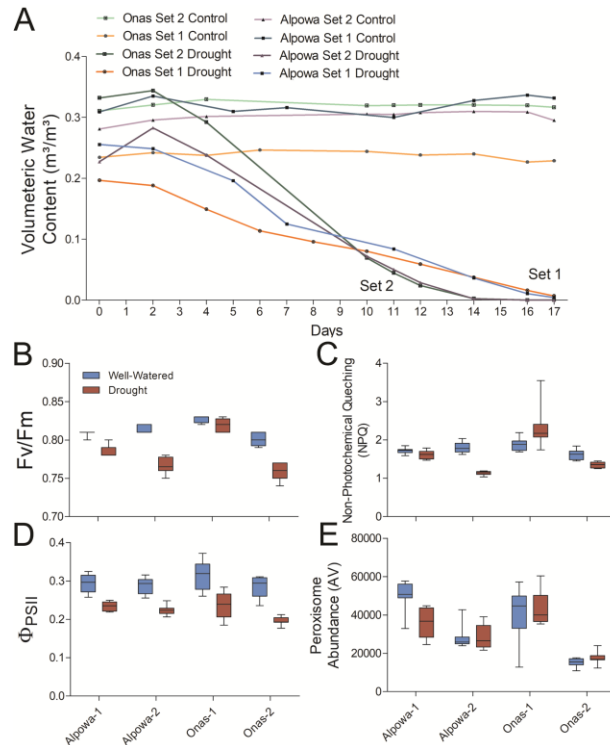 A
Onas Set 2 Control
Onas Set 1 Control
Onas Set 2 Drought
Onas Set 1 Drought
Alpowa Set 2 Control
Alpowa Set 1 Control
Alpowa Set 2 Drought
Alpowa Set 1 Drought
Volumeteric Water
Content (m³/m³)
0.4
0.3
0.2
0.1
0.0
Set 2
Set 1
0 1 2 3 4 5 6 7 8 9 10 11 12 13 14 15 16 17
Days
B
Well-Watered
Drought
Fv/Fm
0.90
0.85
0.80
0.75
0.70
C
Non-Photochemical Queching
(NPQ)
4
3
2
1
0
D
ΦPSII
0.4
0.3
0.2
0.1
0.0
Alpowa-1
Alpowa-2
Onas-1
Onas-2
E
Peroxisome
Abundance (AV)
80000
60000
40000
20000
0
Alpowa-1
Alpowa-2
Onas-1
Onas-2